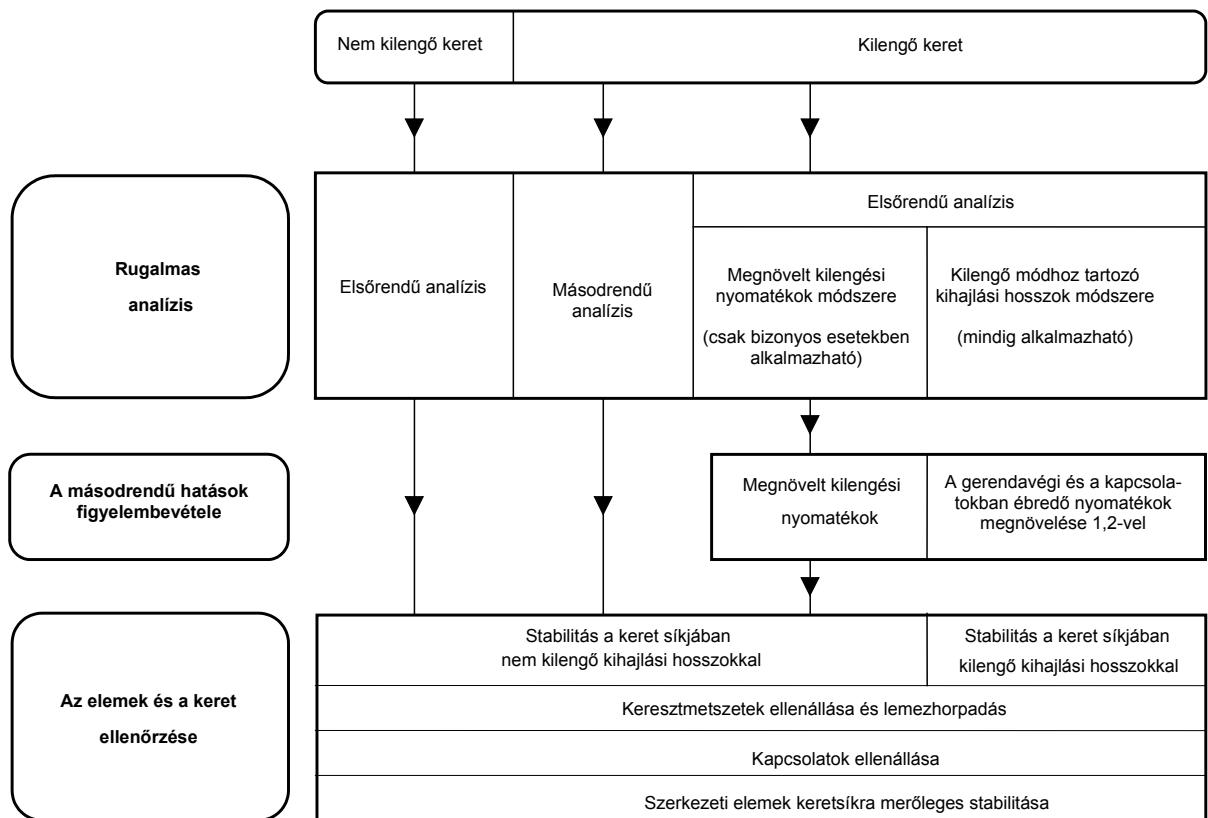 Nem kilengő keret
Kilengő keret
Rugalmas
analízis
Elsőrendű analízis
Másodrendű
analízis
Elsőrendű analízis
Megnövelt kilengési
nyomatékok módszere
(csak bizonyos esetekben
alkalmazható)
Kilengő módhoz tartozó
kihajlási hosszok módszere
(mindig alkalmazható)
A másodrendű hatások
figyelembevétele
Megnövelt kilengési
nyomatékok
A gerendavégi és a kapcsola-
tokban ébredő nyomatékok
megnövelése 1,2-vel
Az elemek és a keret
ellenőrzése
Stabilitás a keret síkjában
nem kilengő kihajlási hosszokkal
Stabilitás a keret síkjában
kilengő kihajlási hosszokkal
Keresztmetszetek ellenállása és lemezhorpadás
Kapcsolatok ellenállása
Szerkezeti elemek keretsíkra merőleges stabilitása